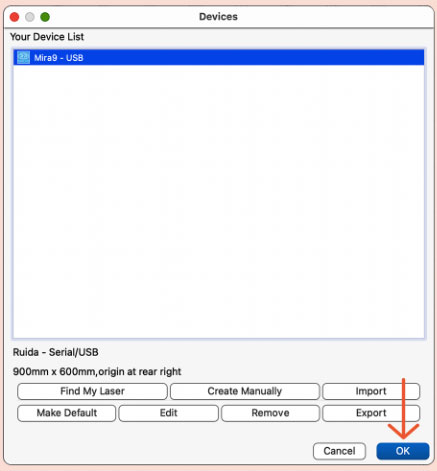 Devices
Your Device List
Mira9 - USB
Ruida - Serial/USB
900mm x 600mm,origin at rear right
Find My Laser Create Manually Import
Make Default Edit Remove Export
Cancel OK